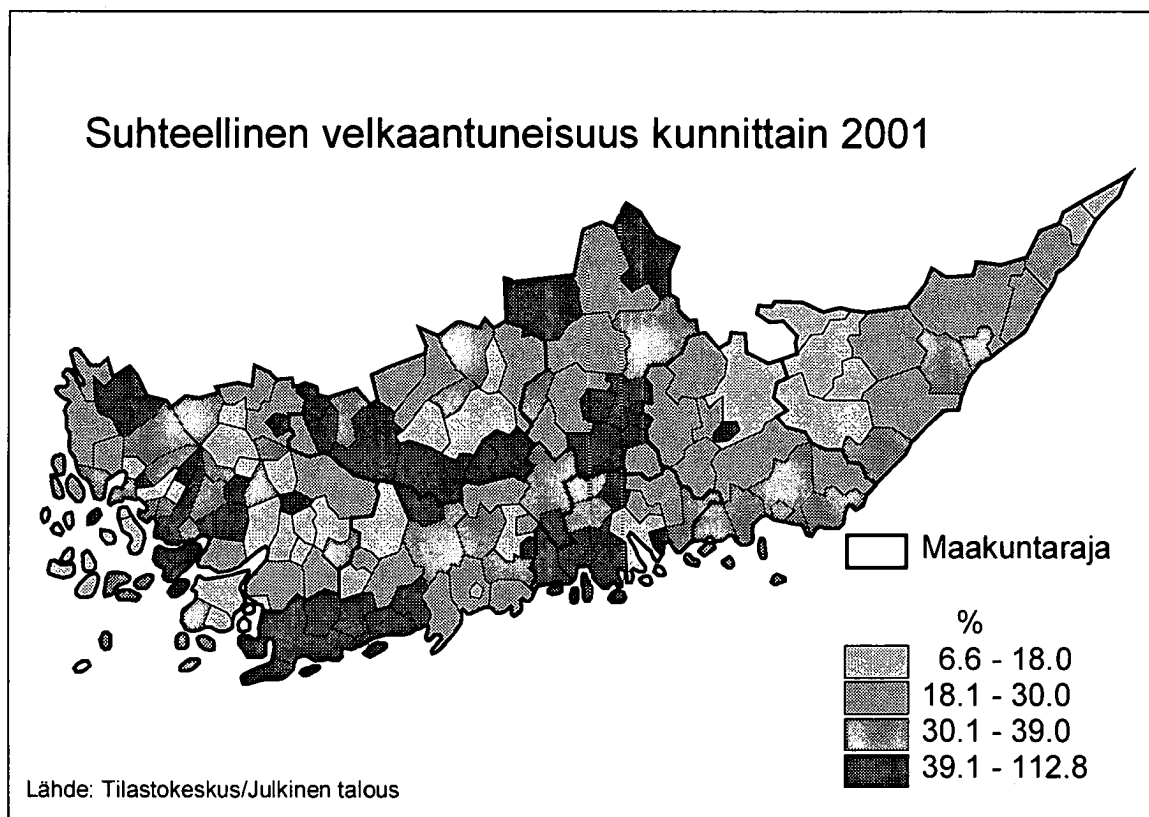 Suhteellinen velkaantuneisuus kunnittain 2001
Maakuntaraja
%
6.6 - 18.0
18.1 - 30.0
30.1 - 39.0
39.1 - 112.8
Lähde: Tilastokeskus/Julkinen talous